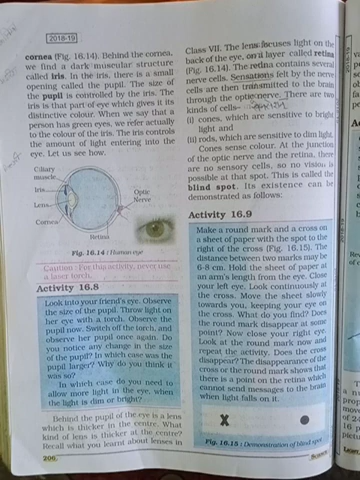 2018-19
cornea (Fig. 16.14). Behind the cornea,
we find a dark muscular structure
called iris. In the iris, there is a small
opening called the pupil. The size of
the pupil is controlled by the iris. The
iris is that part of eye which gives it its
distinctive colour. When we say that a
person has green eyes, we refer actually
to the colour of the iris. The iris controls
the amount of light entering into the
eye. Let us see how.
Ciliary
muscle
Iris
Lens
Cornea
Optic
Nerve
Retina
Fig. 16.14 : Human eye
Caution : For this activity, never use
a laser torch.
Activity 16.8
Look into your friend's eye. Observe
the size of the pupil. Throw light on
her eye with a torch. Observe the
pupil now. Switch off the torch, and
observe her pupil once again. Do
you notice any change in the size
of the pupil? In which case was the
pupil larger? Why do you think it
was so?
In which case do you need to
allow more light in the eye, when
the light is dim or bright?
Behind the pupil of the eye is a lens
which is thicker in the centre. What
kind of lens is thicker at the centre?
Recall what you learnt about lenses in
206
Class VII. The lens focuses light on the
back of the eye, on a layer called retina
(Fig. 16.14). The retina contains several
nerve cells. Sensations felt by the nerve
cells are then transmitted to the brain
through the optic nerve. There are two
kinds of cells-
(i) cones, which are sensitive to bright
light and
(ii) rods, which are sensitive to dim light.
Cones sense colour. At the junction
of the optic nerve and the retina, there
are no sensory cells, so no vision is
possible at that spot. This is called the
blind spot. Its existence can be
demonstrated as follows:
Activity 16.9
Make a round mark and a cross on
a sheet of paper with the spot to the
right of the cross (Fig. 16.15). The
distance between two marks may be
6-8 cm. Hold the sheet of paper at
an arm's length from the eye. Close
your left eye. Look continuously at
the cross. Move the sheet slowly
towards you, keeping your eye on
the cross. What do you find? Does
the round mark disappear at some
point? Now close your right eye.
Look at the round mark now and
repeat the activity. Does the cross
disappear? The disappearance of the
cross or the round mark shows that
there is a point on the retina which
cannot send messages to the brain
when light falls on it.
X
Fig. 16.15 : Demonstration of blind spot
Science